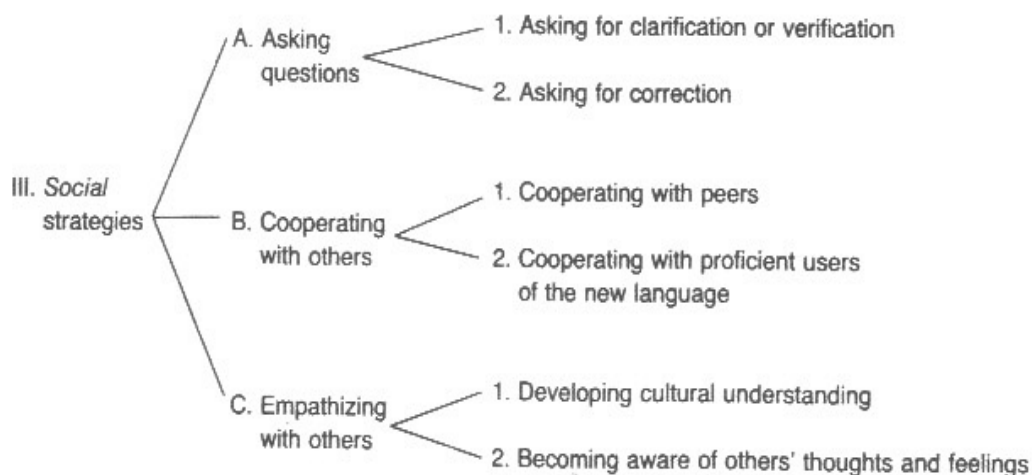 III. Social
strategies
A. Asking
questions
1. Asking for clarification or verification
2. Asking for correction
B. Cooperating
with others
1. Cooperating with peers
2. Cooperating with proficient users
of the new language
C. Empathizing
with others
1. Developing cultural understanding
2. Becoming aware of others' thoughts and feelings